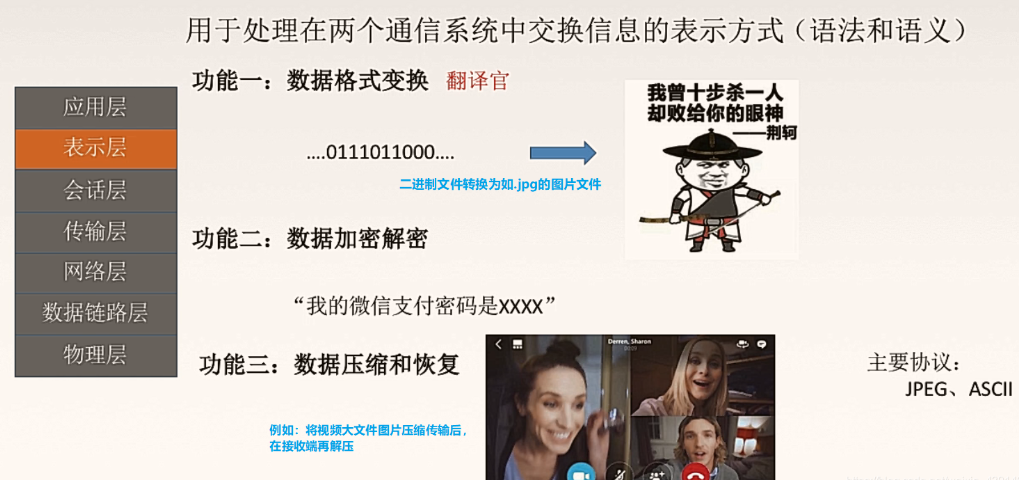 用于处理在两个通信系统中交换信息的表示方式（语法和语义）
功能一：数据格式变换 翻译官
我曾十步杀一人
却败给你的眼神
——荆轲
应用层
表示层
会话层
传输层
网络层
数据链路层
物理层
....0111011000....
二进制文件转换为如.jpg的图片文件
功能二：数据加密解密
“我的微信支付密码是XXXX”
功能三：数据压缩和恢复
Derren, Sharon
主要协议：
JPEG、ASCII
例如：将视频大文件图片压缩传输后，
在接收端再解压